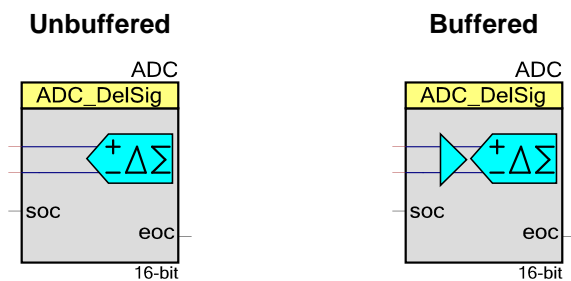 Unbuffered
ADC
ADC_DelSig
+
−ΔΣ
soc
eoc
16-bit
Buffered
ADC
ADC_DelSig
+
−ΔΣ
soc
eoc
16-bit